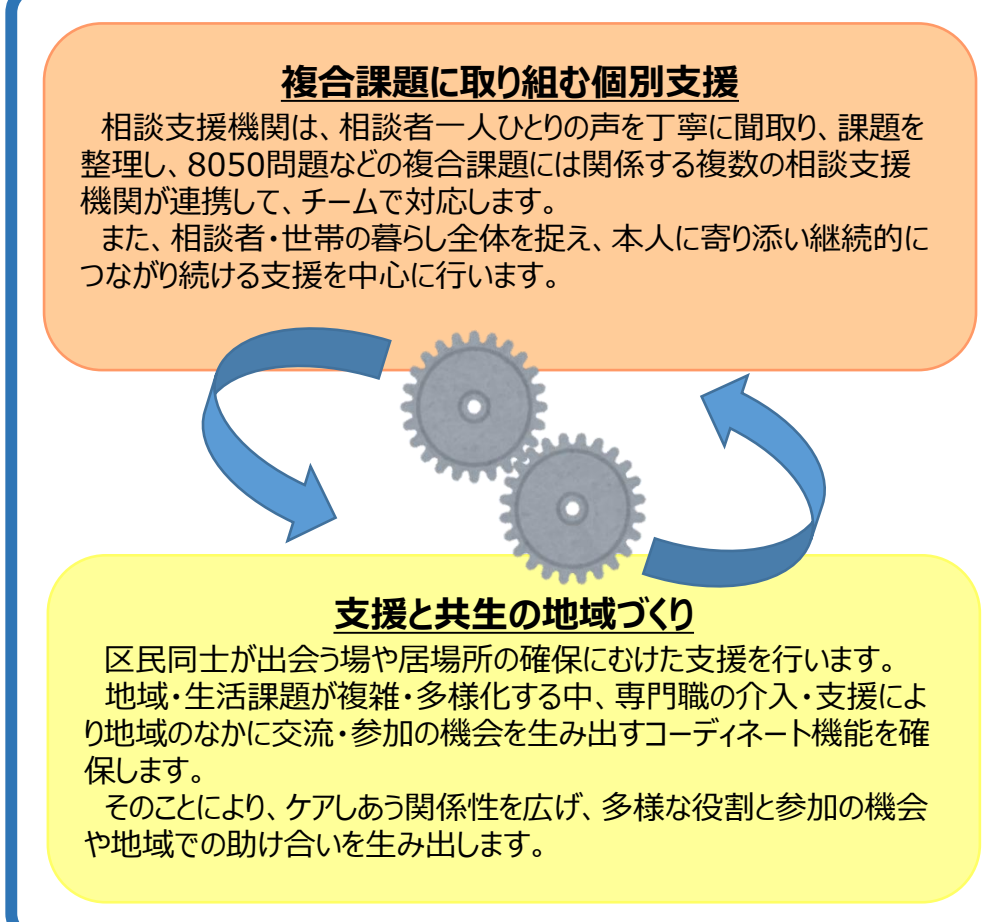 複合課題に取り組む個別支援
　相談支援機関は、相談者一人ひとりの声を丁寧に聞取り、課題を
整理し、8050問題などの複合課題には関係する複数の相談支援
機関が連携して、チームで対応します。
　また、相談者・世帯の暮らし全体を捉え、本人に寄り添い継続的に
つながり続ける支援を中心に行います。
支援と共生の地域づくり
　区民同士が出会う場や居場所の確保にむけた支援を行います。
　地域・生活課題が複雑・多様化する中、専門職の介入・支援によ
り地域のなかに交流・参加の機会を生み出すコーディネート機能を確
保します。
　そのことにより、ケアしあう関係性を広げ、多様な役割と参加の機会
や地域での助け合いを生み出します。